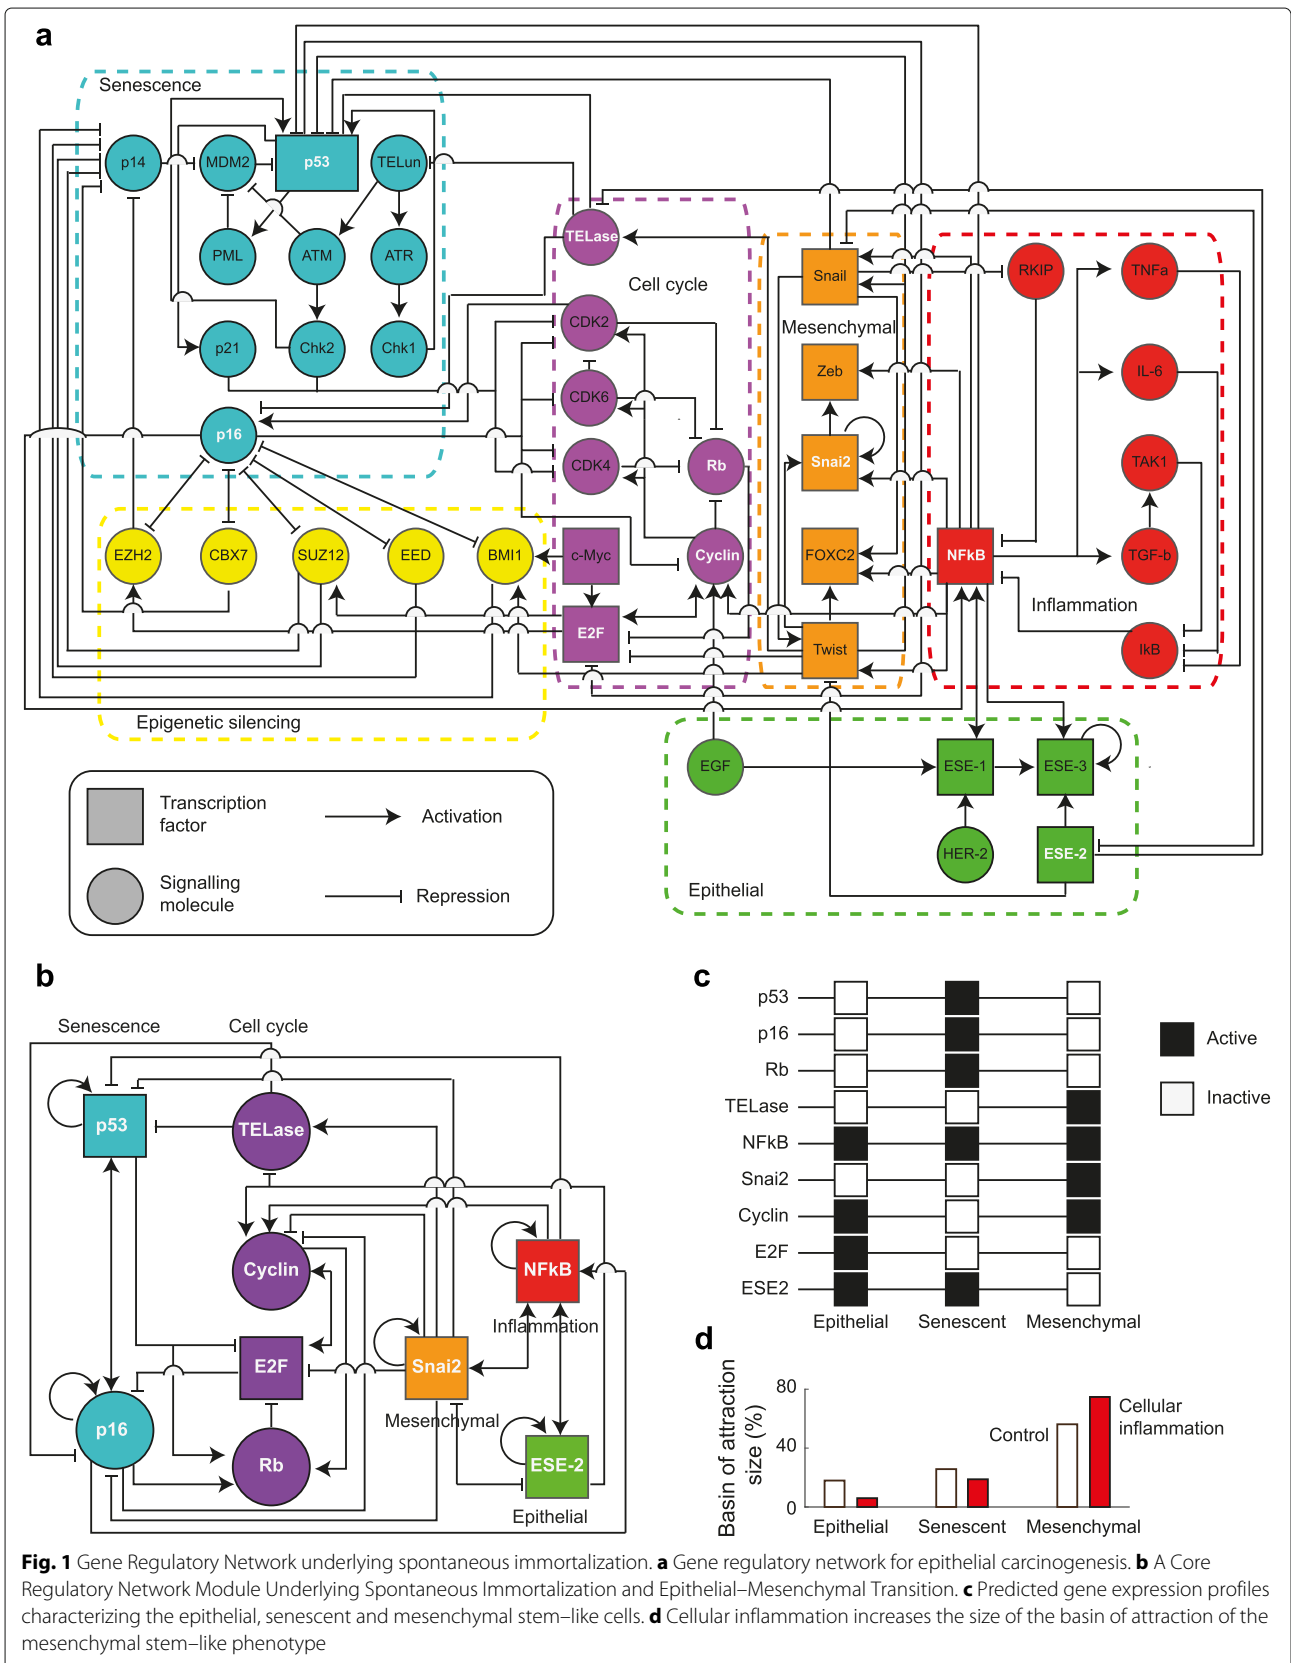 a
Senescence
p14
MDM2
p53
TELun
PML
ATM
ATR
p21
Chk2
Chk1
p16
TELase
Cell cycle
CDK2
CDK6
CDK4
Rb
c-Myc
Cyclin
E2F
Snail
Mesenchymal
Zeb
Snai2
FOXC2
Twist
RKIP
TNFa
IL-6
TAK1
NFkB
TGF-b
Inflammation
IkB
EZH2
CBX7
SUZ12
EED
BMI1
Epigenetic silencing
EGF
ESE-1
ESE-3
HER-2
ESE-2
Epithelial
Transcription
factor
Activation
Signalling
molecule
Repression
b
Senescence
Cell cycle
p53
TELase
Cyclin
NFkB
Inflammation
E2F
Snai2
Mesenchymal
p16
Rb
ESE-2
Epithelial
c
p53
p16
Rb
TELase
NFkB
Snai2
Cyclin
E2F
ESE2
Epithelial
Senescent
Mesenchymal
Active
Inactive
d
Basin of attraction
size (%)
80
40
0
Control
Cellular
inflammation
Epithelial
Senescent
Mesenchymal
Fig. 1 Gene Regulatory Network underlying spontaneous immortalization. a Gene regulatory network for epithelial carcinogenesis. b A Core
Regulatory Network Module Underlying Spontaneous Immortalization and Epithelial–Mesenchymal Transition. c Predicted gene expression profiles
characterizing the epithelial, senescent and mesenchymal stem–like cells. d Cellular inflammation increases the size of the basin of attraction of the
mesenchymal stem–like phenotype